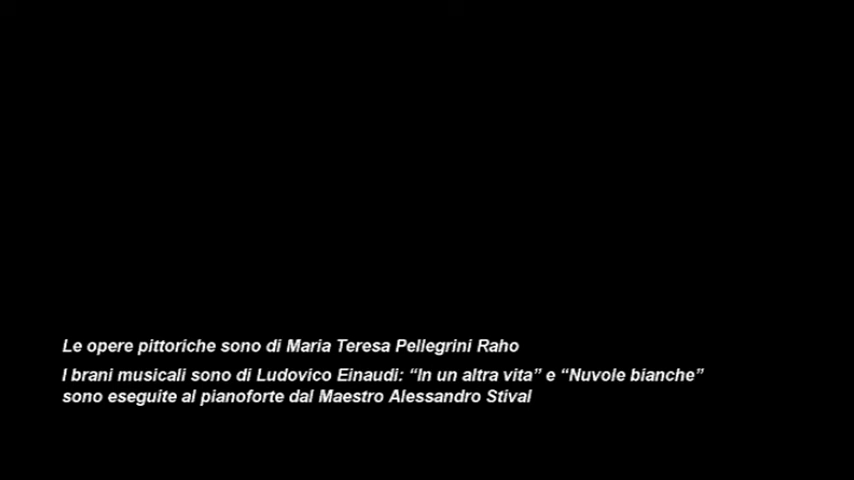 Le opere pittoriche sono di Maria Teresa Pellegrini Raho
I brani musicali sono di Ludovico Einaudi: “In un altra vita” e “Nuvole bianche”
sono eseguite al pianoforte dal Maestro Alessandro Stival